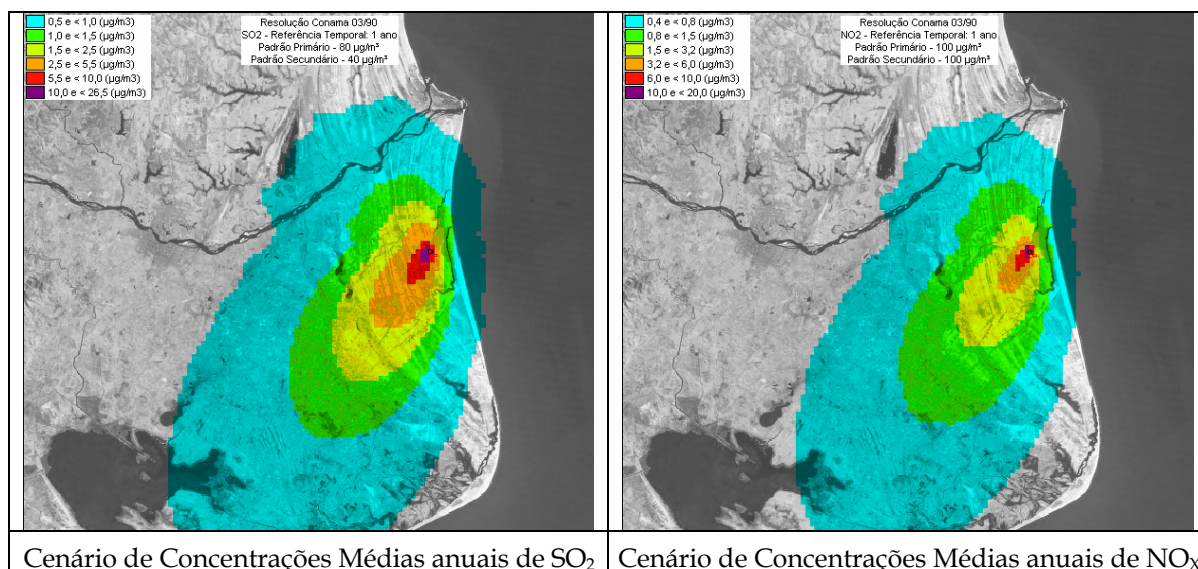 0,5 e < 1,0 (µg/m3)
1,0 e < 1,5 (µg/m3)
1,5 e < 2,5 (µg/m3)
2,5 e < 5,5 (µg/m3)
5,5 e < 10,0 (µg/m3)
10,0 e < 26,5 (µg/m3)
Resolução Conama 03/90
SO2 - Referência Temporal: 1 ano
Padrão Primário - 80 µg/m³
Padrão Secundário - 40 µg/m³
0,4 e < 0,8 (µg/m3)
0,8 e < 1,5 (µg/m3)
1,5 e < 3,2 (µg/m3)
3,2 e < 6,0 (µg/m3)
6,0 e < 10,0 (µg/m3)
10,0 e < 20,0 (µg/m3)
Resolução Conama 03/90
NO2 - Referência Temporal: 1 ano
Padrão Primário - 100 µg/m³
Padrão Secundário - 100 µg/m³
Cenário de Concentrações Médias anuais de SO₂
Cenário de Concentrações Médias anuais de NOₓ